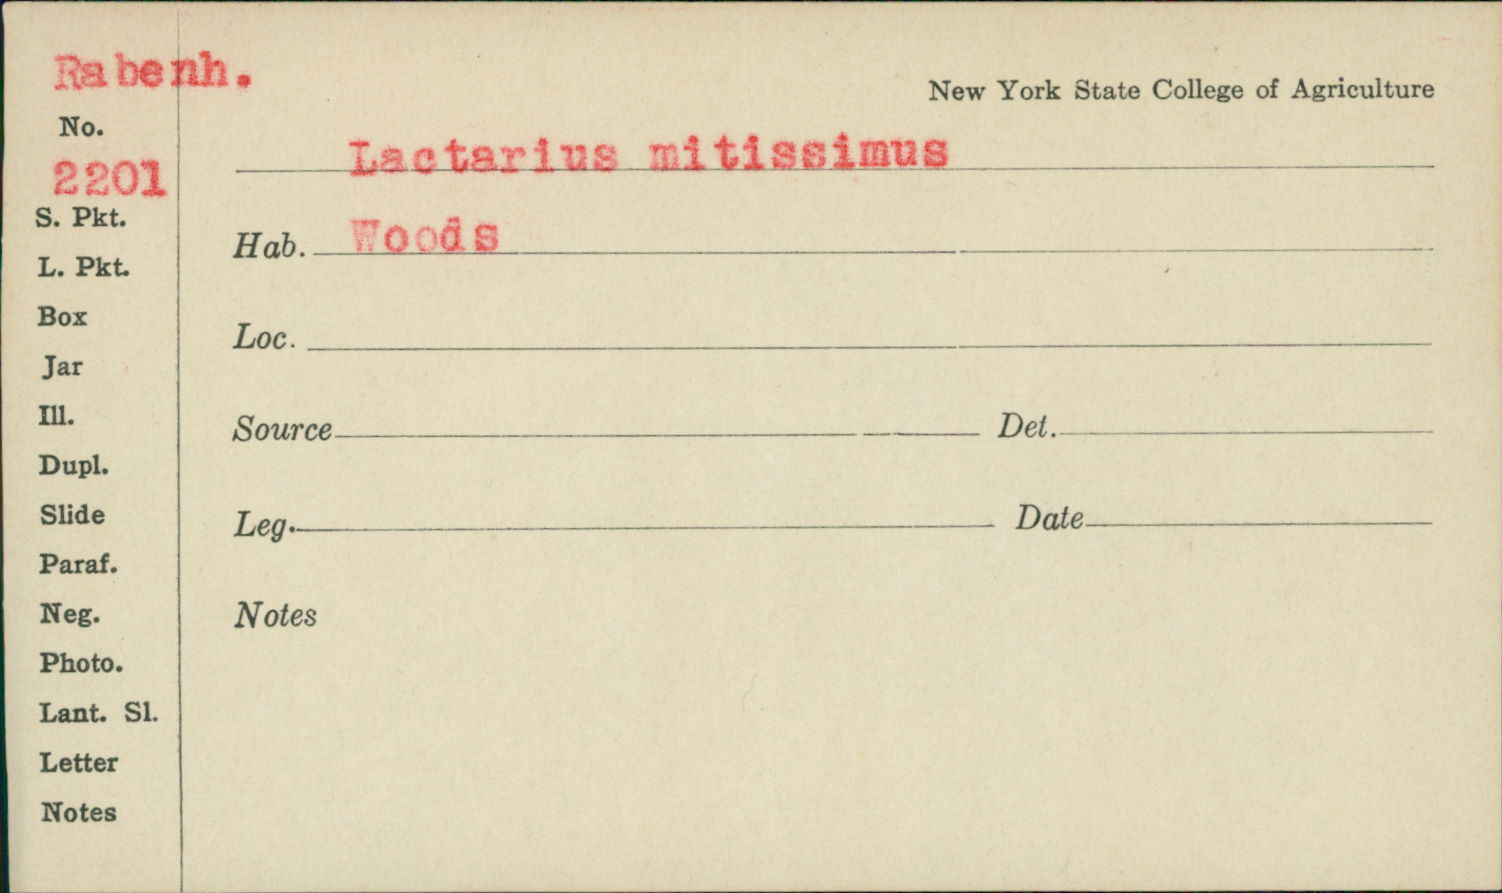 Rabenh.
New York State College of Agriculture
No.
2201
Lactarius mitissimus
S. Pkt.
Hab. Woods
L. Pkt.
Box
Loc.
Jar
Ill.
Source Det.
Dupl.
Slide
Leg. Date
Paraf.
Neg.
Notes
Photo.
Lant. Sl.
Letter
Notes